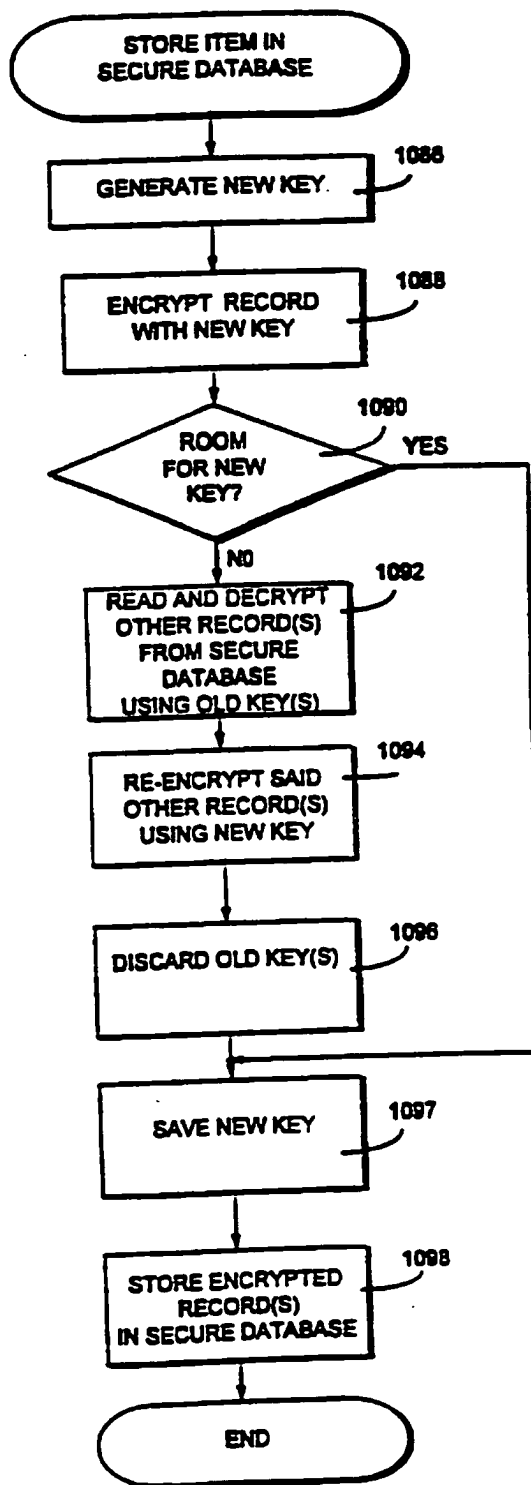 STORE ITEM IN
SECURE DATABASE
1086
GENERATE NEW KEY.
1088
ENCRYPT RECORD
WITH NEW KEY
1090
ROOM
FOR NEW
KEY?
YES
NO
1092
READ AND DECRYPT
OTHER RECORD(S)
FROM SECURE
DATABASE
USING OLD KEY(S)
1094
RE-ENCRYPT SAID
OTHER RECORD(S)
USING NEW KEY
1096
DISCARD OLD KEY(S)
SAVE NEW KEY
1097
1098
STORE ENCRYPTED
RECORD(S)
IN SECURE DATABASE
END